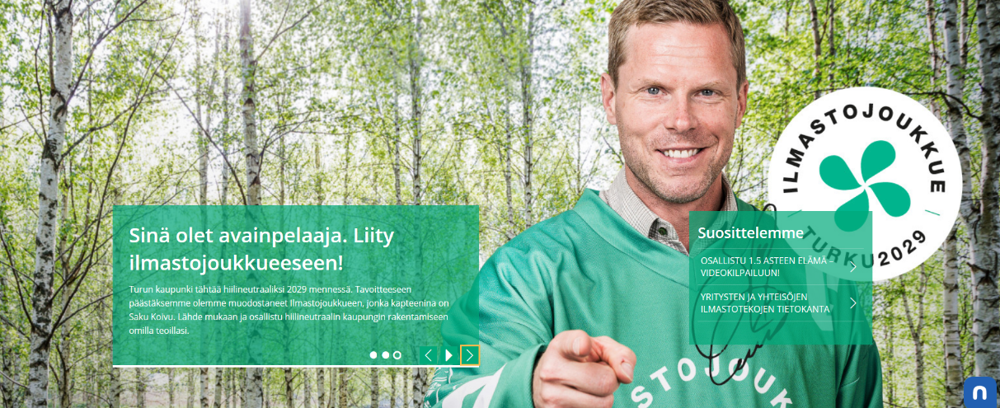 Sinä olet avainpelaaja. Liity
ilmastojoukkueeseen!
Turun kaupunki tähtää hiilineutraaliksi 2029 mennessä. Tavoitteeseen
päästäksemme olemme muodostaneet Ilmastojoukkueen, jonka kapteenina on
Saku Koivu. Lähde mukaan ja osallistu hiilineutraalin kaupungin rakentamiseen
omilla teoillasi.
ILMASTOJOUKKUE
TURKU2029
Suosittelemme
OSALLISTU 1.5 ASTEEN ELÄMÄ –
VIDEOKILPAILUUN!
YRITYSTEN JA YHTEISÖJEN
ILMASTOTEKOJEN TIETOKANTA
STOJOUK
n